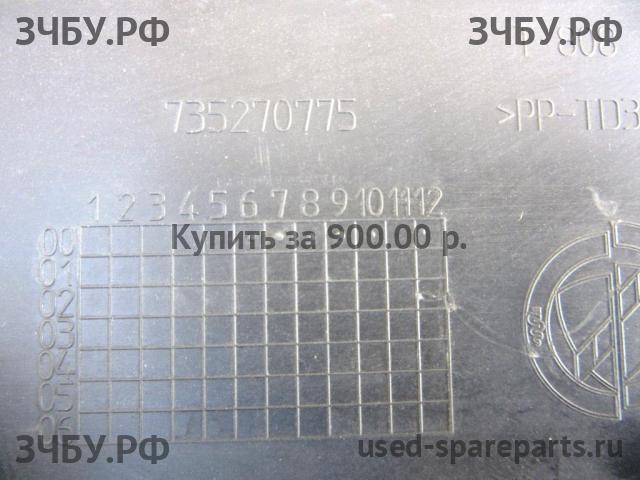 ЗЧБУ.РФ
ЗЧБУ.РФ
735270775
>PP-TD3
1 2 3 4 5 6 7 8 9 10 11 12
00
Купить за 900.00 р.
01
02
03
04
05
ЗЧБУ.РФ
used-spareparts.ru